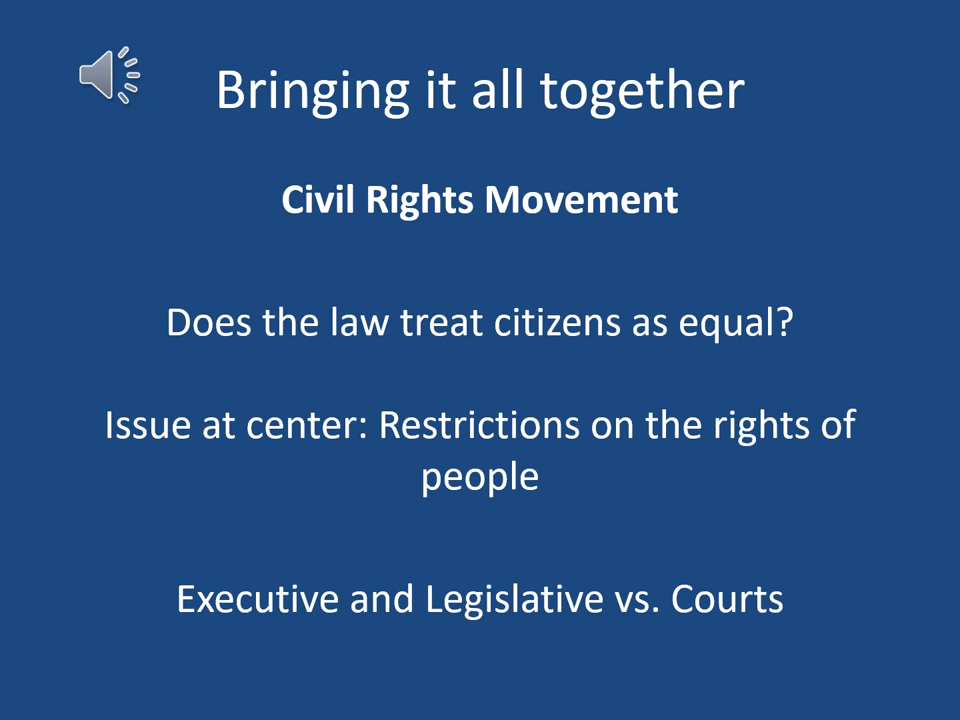 Bringing it all together
Civil Rights Movement
Does the law treat citizens as equal?
Issue at center: Restrictions on the rights of
people
Executive and Legislative vs. Courts